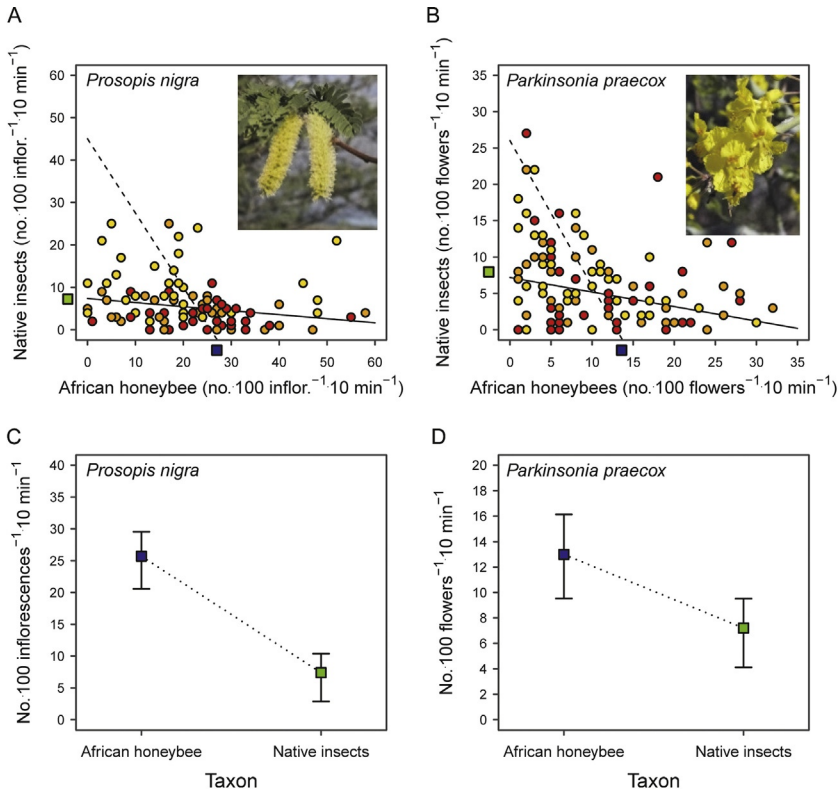 A
B
Native insects (no.·100 inflor.⁻¹·10 min⁻¹)
60
50
40
30
20
10
0
Prosopis nigra
0 10 20 30 40 50 60
African honeybee (no.·100 inflor.⁻¹·10 min⁻¹)
Native insects (no.·100 flowers⁻¹·10 min⁻¹)
35
30
25
20
15
10
5
0
Parkinsonia praecox
0 5 10 15 20 25 30 35
African honeybees (no.·100 flowers⁻¹·10 min⁻¹)
C
D
No.·100 inflorescences⁻¹·10 min⁻¹
40
35
30
25
20
15
10
5
0
Prosopis nigra
African honeybee Native insects
Taxon
No.·100 flowers⁻¹·10 min⁻¹
20
18
16
14
12
10
8
6
4
2
0
Parkinsonia praecox
African honeybee Native insects
Taxon